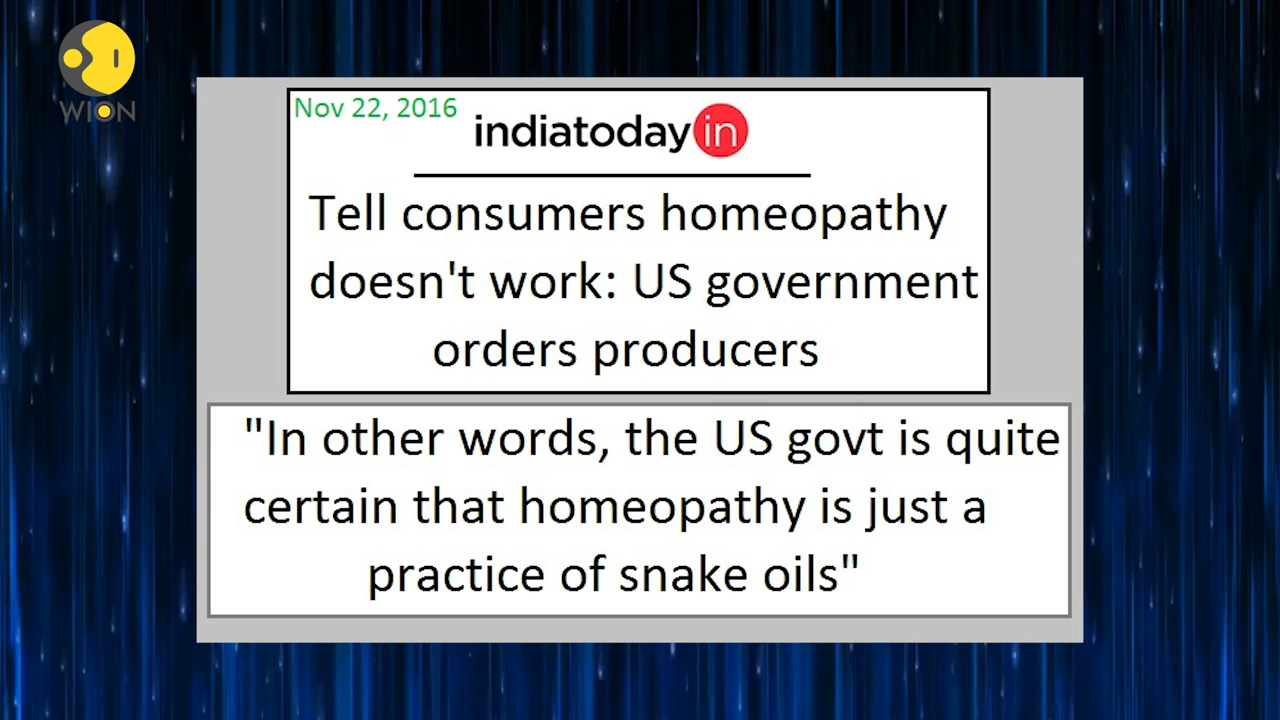 WION
Nov 22, 2016
indiatoday in
Tell consumers homeopathy
doesn't work: US government
orders producers
"In other words, the US govt is quite
certain that homeopathy is just a
practice of snake oils"